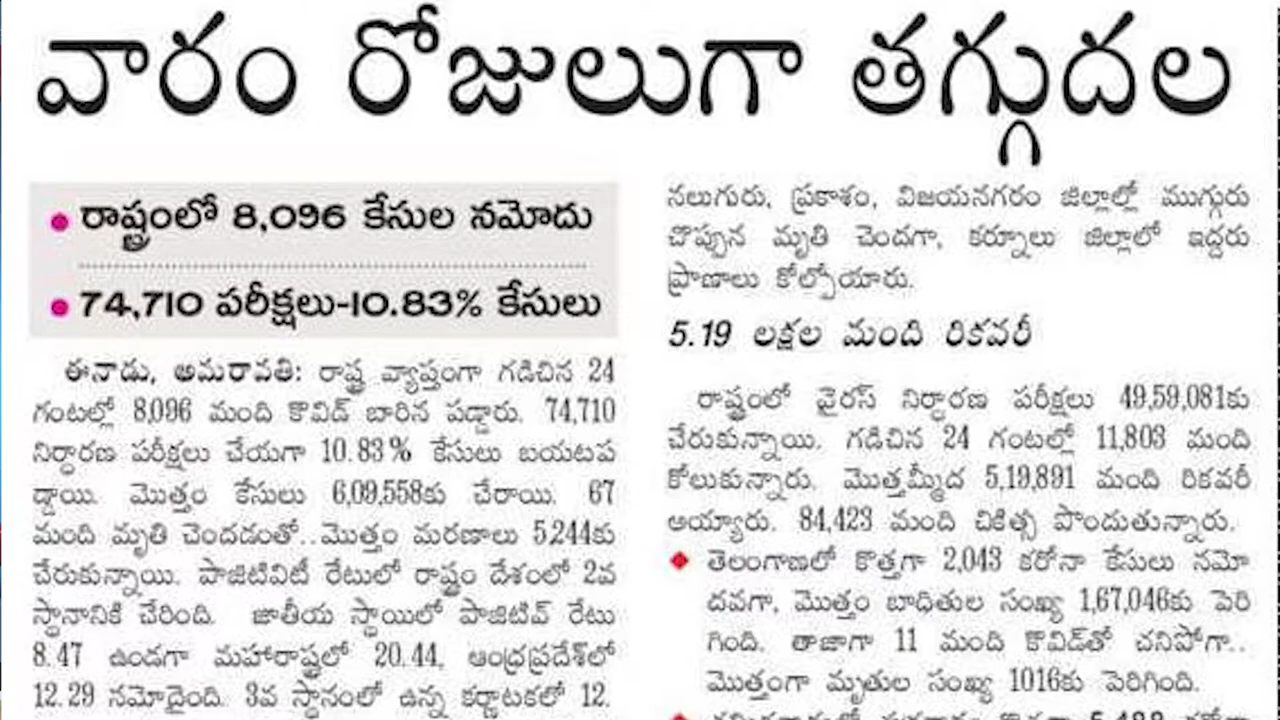 వారం రోజులుగా తగ్గుదల
రాష్ట్రంలో 8,096 కేసుల నమోదు
74,710 పరీక్షలు-10.83% కేసులు
ఈనాడు, అమరావతి: రాష్ట్ర వ్యాప్తంగా గడిచిన 24
గంటల్లో 8,096 మంది కొవిడ్ బారిన పడ్డారు. 74,710
నిర్ధారణ పరీక్షలు చేయగా 10.83% కేసులు బయటప
డ్డాయి. మొత్తం కేసులు 6,09,558కు చేరాయి. 67
మంది మృతి చెందడంతో..మొత్తం మరణాలు 5,244కు
చేరుకున్నాయి. పాజిటివిటీ రేటులో రాష్ట్రం దేశంలో 2వ
స్థానానికి చేరింది. జాతీయ స్థాయిలో పాజిటివ్ రేటు
8.47 ఉండగా మహారాష్ట్రలో 20.44, ఆంధ్రప్రదేశ్‌లో
12.29 నమోదైంది. 3వ స్థానంలో ఉన్న కర్ణాటకలో 12.
నలుగురు, ప్రకాశం, విజయనగరం జిల్లాల్లో ముగ్గురు
చొప్పున మృతి చెందగా, కర్నూలు జిల్లాలో ఇద్దరు
ప్రాణాలు కోల్పోయారు.
5.19 లక్షల మంది రికవరీ
రాష్ట్రంలో వైరస్ నిర్ధారణ పరీక్షలు 49,59,081కు
చేరుకున్నాయి. గడిచిన 24 గంటల్లో 11,803 మంది
కోలుకున్నారు. మొత్తమ్మీద 5,19,891 మంది రికవరీ
అయ్యారు. 84,423 మంది చికిత్స పొందుతున్నారు.
తెలంగాణలో కొత్తగా 2,043 కరోనా కేసులు నమో
దవగా, మొత్తం బాధితుల సంఖ్య 1,67,046కు పెరి
గింది. తాజాగా 11 మంది కొవిడ్‌తో చనిపోగా..
మొత్తంగా మృతుల సంఖ్య 1016కు పెరిగింది.